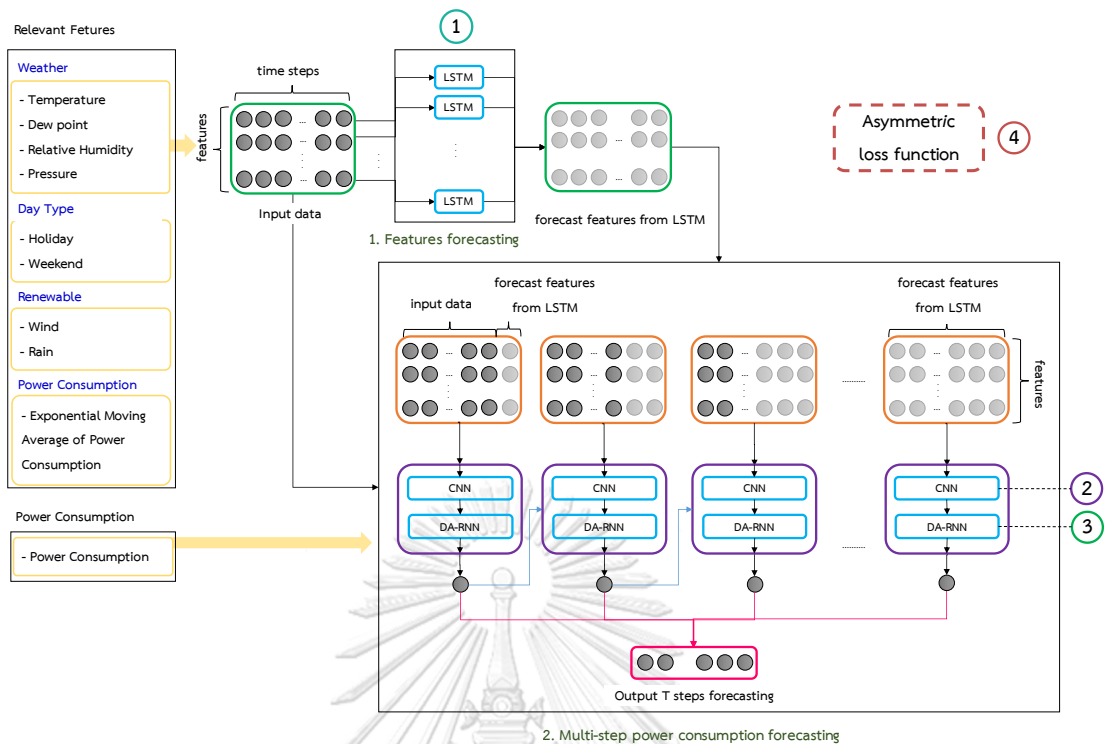 Relevant Fetures
Weather
- Temperature
- Dew point
- Relative Humidity
- Pressure
Day Type
- Holiday
- Weekend
Renewable
- Wind
- Rain
Power Consumption
- Exponential Moving
Average of Power
Consumption
Power Consumption
- Power Consumption
time steps
features
...
...
...
Input data
1
LSTM
LSTM
...
LSTM
1. Features forecasting
...
...
...
forecast features from LSTM
Asymmetric
loss function
4
input data
forecast features
from LSTM
forecast features
from LSTM
features
... ... ... ...
... ... ... ...
... ... ... ...
........
CNN CNN CNN CNN
2
DA-RNN DA-RNN DA-RNN DA-RNN
3
........
Output T steps forecasting
2. Multi-step power consumption forecasting